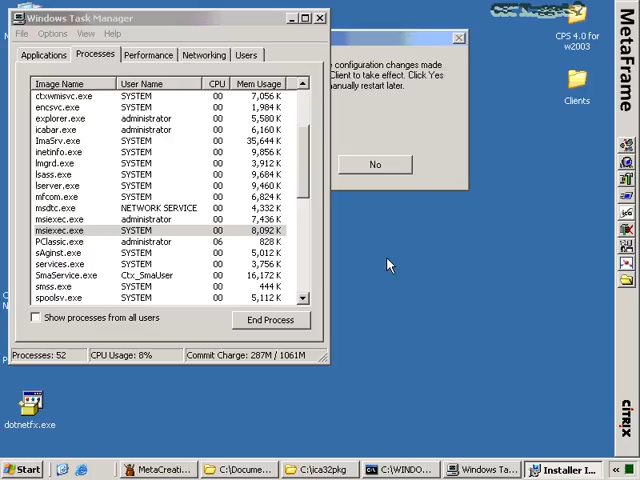 Windows Task Manager
File Options View Help
Applications Processes Performance Networking Users
Image Name User Name CPU Mem Usage
ctxwmisvc.exe SYSTEM 00 7,056 K
encsvc.exe SYSTEM 00 1,984 K
explorer.exe administrator 00 5,580 K
icabar.exe administrator 00 6,160 K
ImaSrv.exe SYSTEM 00 35,644 K
inetinfo.exe SYSTEM 00 9,856 K
lmgrd.exe SYSTEM 00 3,912 K
lsass.exe SYSTEM 00 9,684 K
lserver.exe SYSTEM 00 9,460 K
mfcom.exe SYSTEM 00 6,824 K
msdtc.exe NETWORK SERVICE 00 4,332 K
msiexec.exe administrator 00 7,436 K
msiexec.exe SYSTEM 00 8,092 K
PClassic.exe administrator 06 828 K
sAginst.exe SYSTEM 00 5,012 K
services.exe SYSTEM 00 3,756 K
SmaService.exe Ctx_SmaUser 00 16,172 K
smss.exe SYSTEM 00 444 K
spoolsv.exe SYSTEM 00 5,112 K
Show processes from all users
End Process
Processes: 52 CPU Usage: 8% Commit Charge: 287M / 1061M
configuration changes made
Client to take effect. Click Yes
manually restart later.
No
CPS 4.0 for
w2003
Clients
MetaFrame
citrix
dotnetfx.exe
Start MetaCreati... C:\Docume... C:\ica32pkg C:\WINDO... Windows Ta... Installer I...